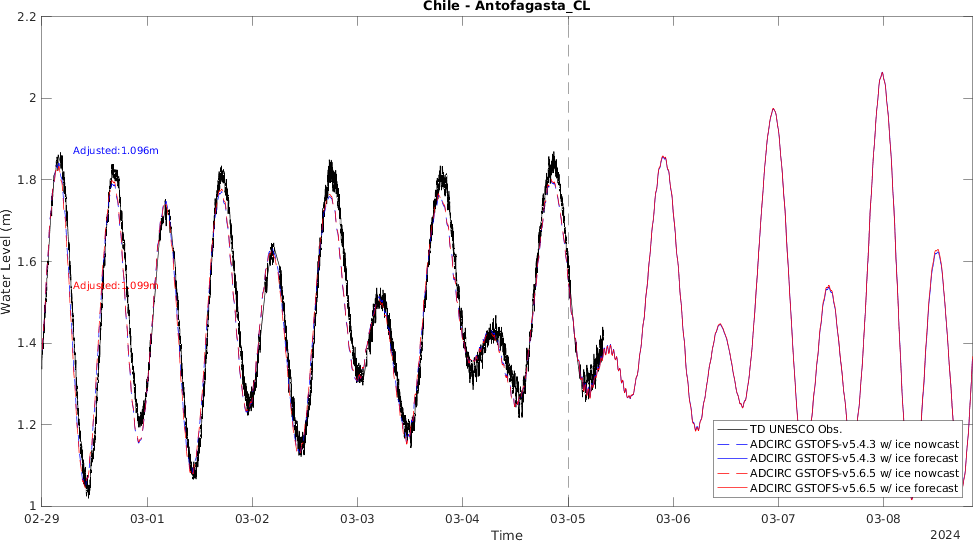 Chile - Antofagasta_CL
2.2
2
1.8
1.6
1.4
1.2
1
Water Level (m)
Adjusted:1.096m
Adjusted:1.099m
TD UNESCO Obs.
ADCIRC GSTOFS-v5.4.3 w/ ice nowcast
ADCIRC GSTOFS-v5.4.3 w/ ice forecast
ADCIRC GSTOFS-v5.6.5 w/ ice nowcast
ADCIRC GSTOFS-v5.6.5 w/ ice forecast
02-29 03-01 03-02 03-03 03-04 03-05 03-06 03-07 03-08
Time
2024